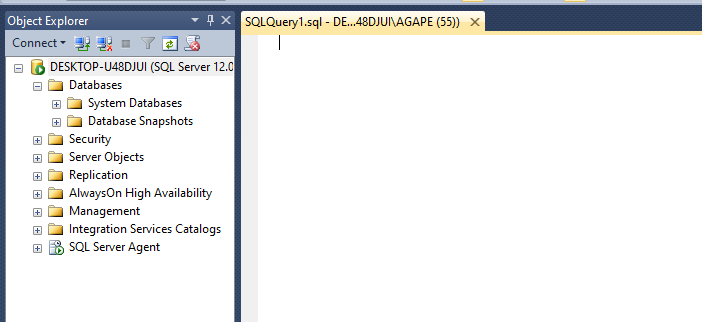 Object Explorer
Connect
DESKTOP-U48DJUI (SQL Server 12.0
Databases
System Databases
Database Snapshots
Security
Server Objects
Replication
AlwaysOn High Availability
Management
Integration Services Catalogs
SQL Server Agent
SQLQuery1.sql - DE...48DJUI\AGAPE (55))